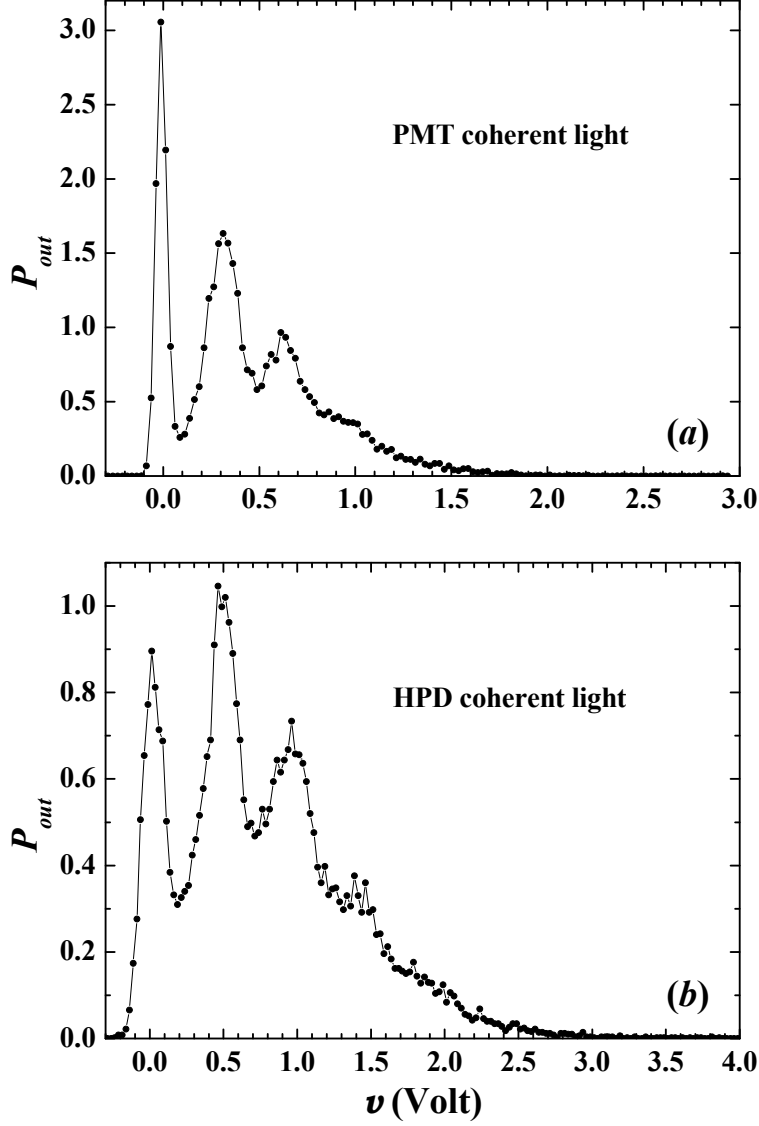 3.0
2.5
2.0
1.5
1.0
0.5
0.0
P_out
PMT coherent light
(a)
0.0 0.5 1.0 1.5 2.0 2.5 3.0
1.0
0.8
0.6
0.4
0.2
0.0
P_out
HPD coherent light
(b)
0.0 0.5 1.0 1.5 2.0 2.5 3.0 3.5 4.0
v (Volt)